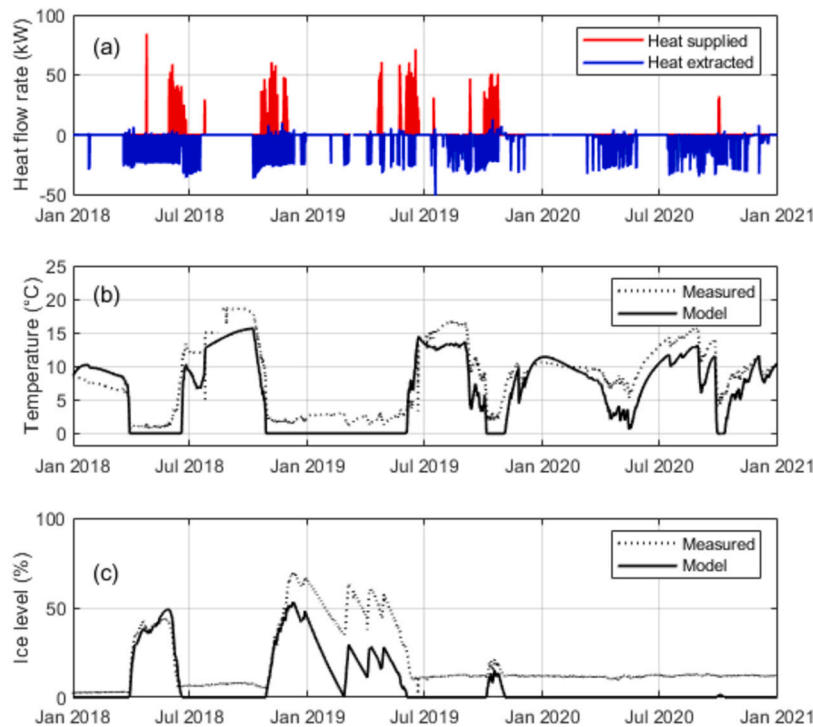 100
(a)
Heat supplied
Heat extracted
50
0
-50
Heat flow rate (kW)
Jan 2018 Jul 2018 Jan 2019 Jul 2019 Jan 2020 Jul 2020 Jan 2021
25
(b)
Measured
Model
20
15
10
5
0
Temperature (°C)
Jan 2018 Jul 2018 Jan 2019 Jul 2019 Jan 2020 Jul 2020 Jan 2021
100
(c)
Measured
Model
50
0
Ice level (%)
Jan 2018 Jul 2018 Jan 2019 Jul 2019 Jan 2020 Jul 2020 Jan 2021